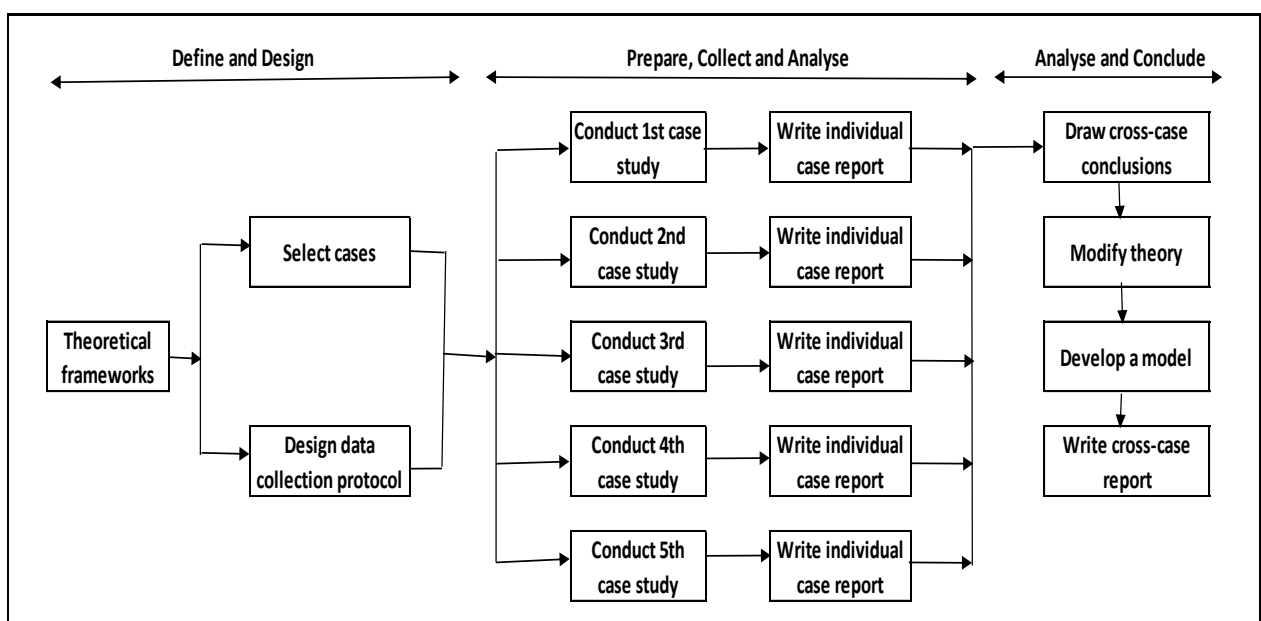 Define and Design
Prepare, Collect and Analyse
Analyse and Conclude
Theoretical
frameworks
Select cases
Design data
collection protocol
Conduct 1st case
study
Write individual
case report
Conduct 2nd
case study
Write individual
case report
Conduct 3rd
case study
Write individual
case report
Conduct 4th
case study
Write individual
case report
Conduct 5th
case study
Write individual
case report
Draw cross-case
conclusions
Modify theory
Develop a model
Write cross-case
report